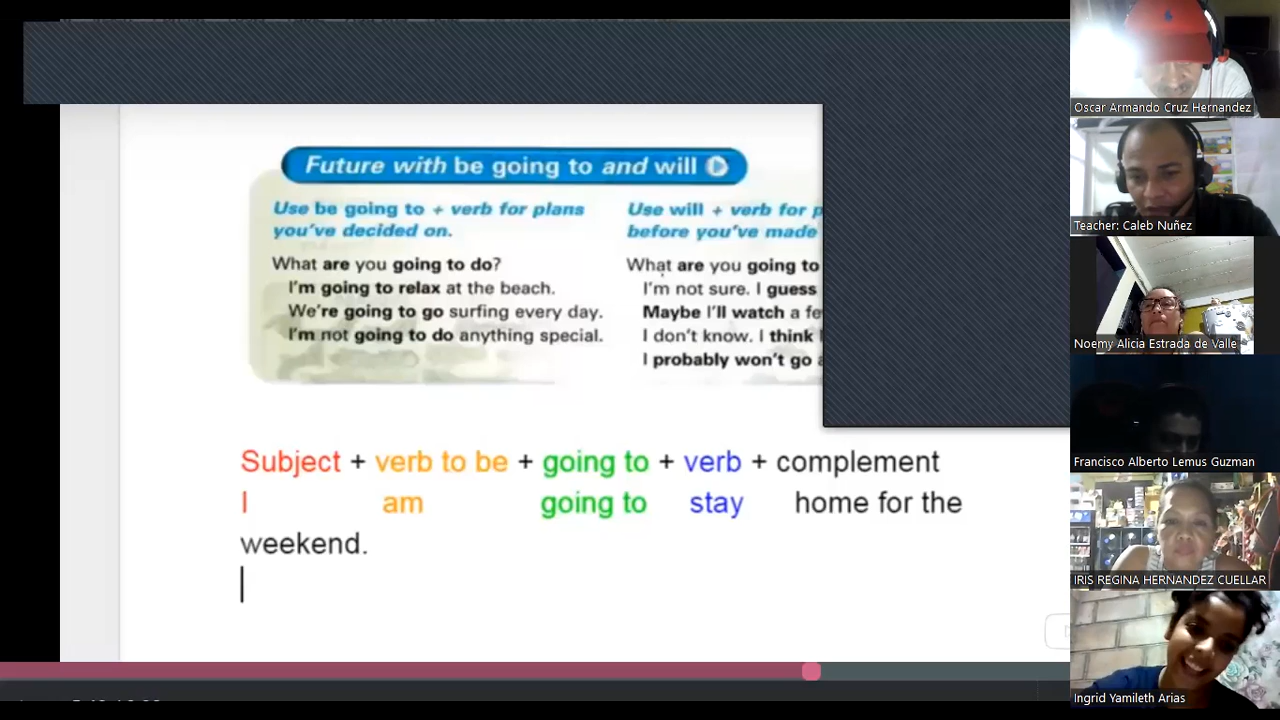 Future with be going to and will
Use be going to + verb for plans
you've decided on.
What are you going to do?
I'm going to relax at the beach.
We're going to go surfing every day.
I'm not going to do anything special.
Use will + verb for
before you've made
What are you going to
I'm not sure. I guess
Maybe I'll watch a
I don't know. I think
I probably won't go
Subject + verb to be + going to + verb + complement
I am going to stay home for the
weekend.
Oscar Armando Cruz Hernandez
Teacher: Caleb Nuñez
Noemy Alicia Estrada de Valle
Francisco Alberto Lemus Guzman
IRIS REGINA HERNANDEZ CUELLAR
Ingrid Yamileth Arias